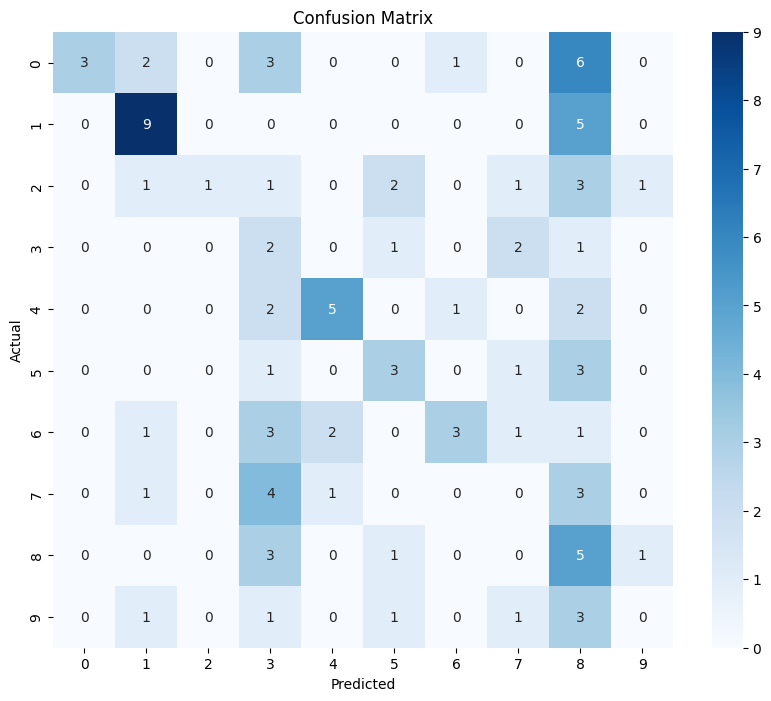 Confusion Matrix
0 3 2 0 3 0 0 1 0 6 0
1 0 9 0 0 0 0 0 0 5 0
2 0 1 1 1 0 2 0 1 3 1
3 0 0 0 2 0 1 2 1 0
4 0 0 0 2 5 0 1 0 2 0
5 0 0 0 1 0 3 0 1 3 0
6 0 1 0 3 2 0 3 1 1 0
7 0 1 0 4 1 0 0 0 3 0
8 0 0 0 3 0 1 0 0 5 1
9 0 1 0 1 0 1 0 1 3 0
0 1 2 3 4 5 6 7 8 9
Predicted
Actual
9
8
7
6
5
4
3
2
1
0